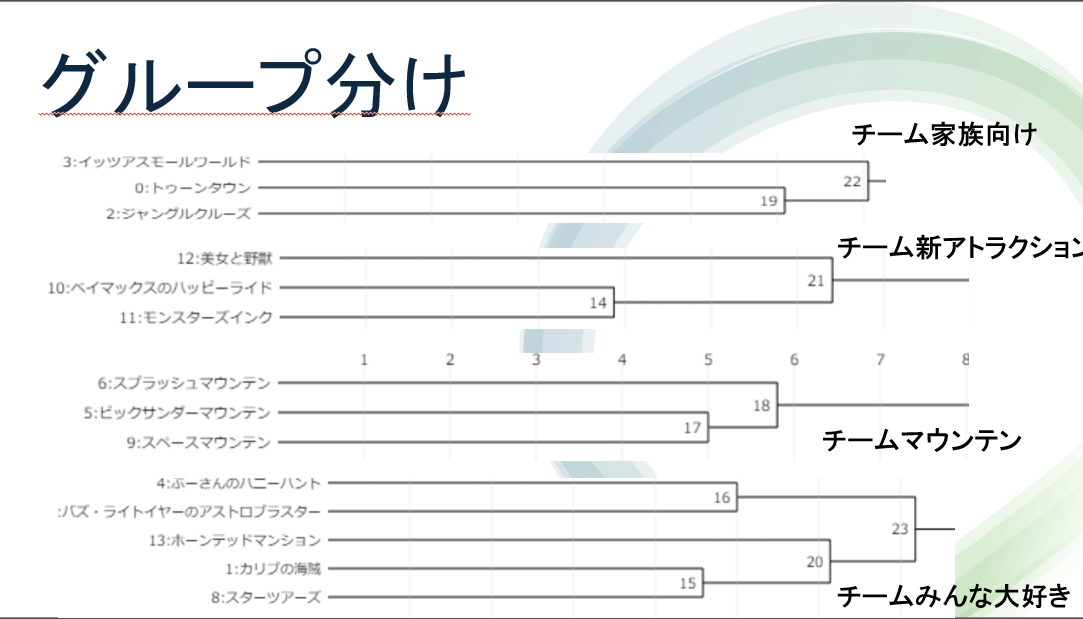 グループ分け
チーム家族向け
3:イッツアスモールワールド
22
0:トゥーンタウン
19
2:ジャングルクルーズ
チーム新アトラクション
12:美女と野獣
21
10:ベイマックスのハッピーライド
14
11:モンスターズインク
1 2 3 4 5 6 7 8
6:スプラッシュマウンテン
18
5:ビックサンダーマウンテン
17
9:スペースマウンテン
チームマウンテン
4:ぷーさんのハニーハント
16
:バズ・ライトイヤーのアストロブラスター
23
13:ホーンテッドマンション
20
1:カリブの海賊
15
8:スターツアーズ
チームみんな大好き